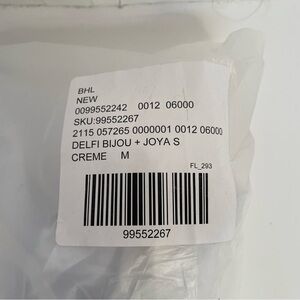 BHL
NEW
0099552242 0012 06000
SKU:99552267
2115 057265 0000001 0012 06000
DELFI BIJOU + JOYA S
CREME M
FL_293
99552267